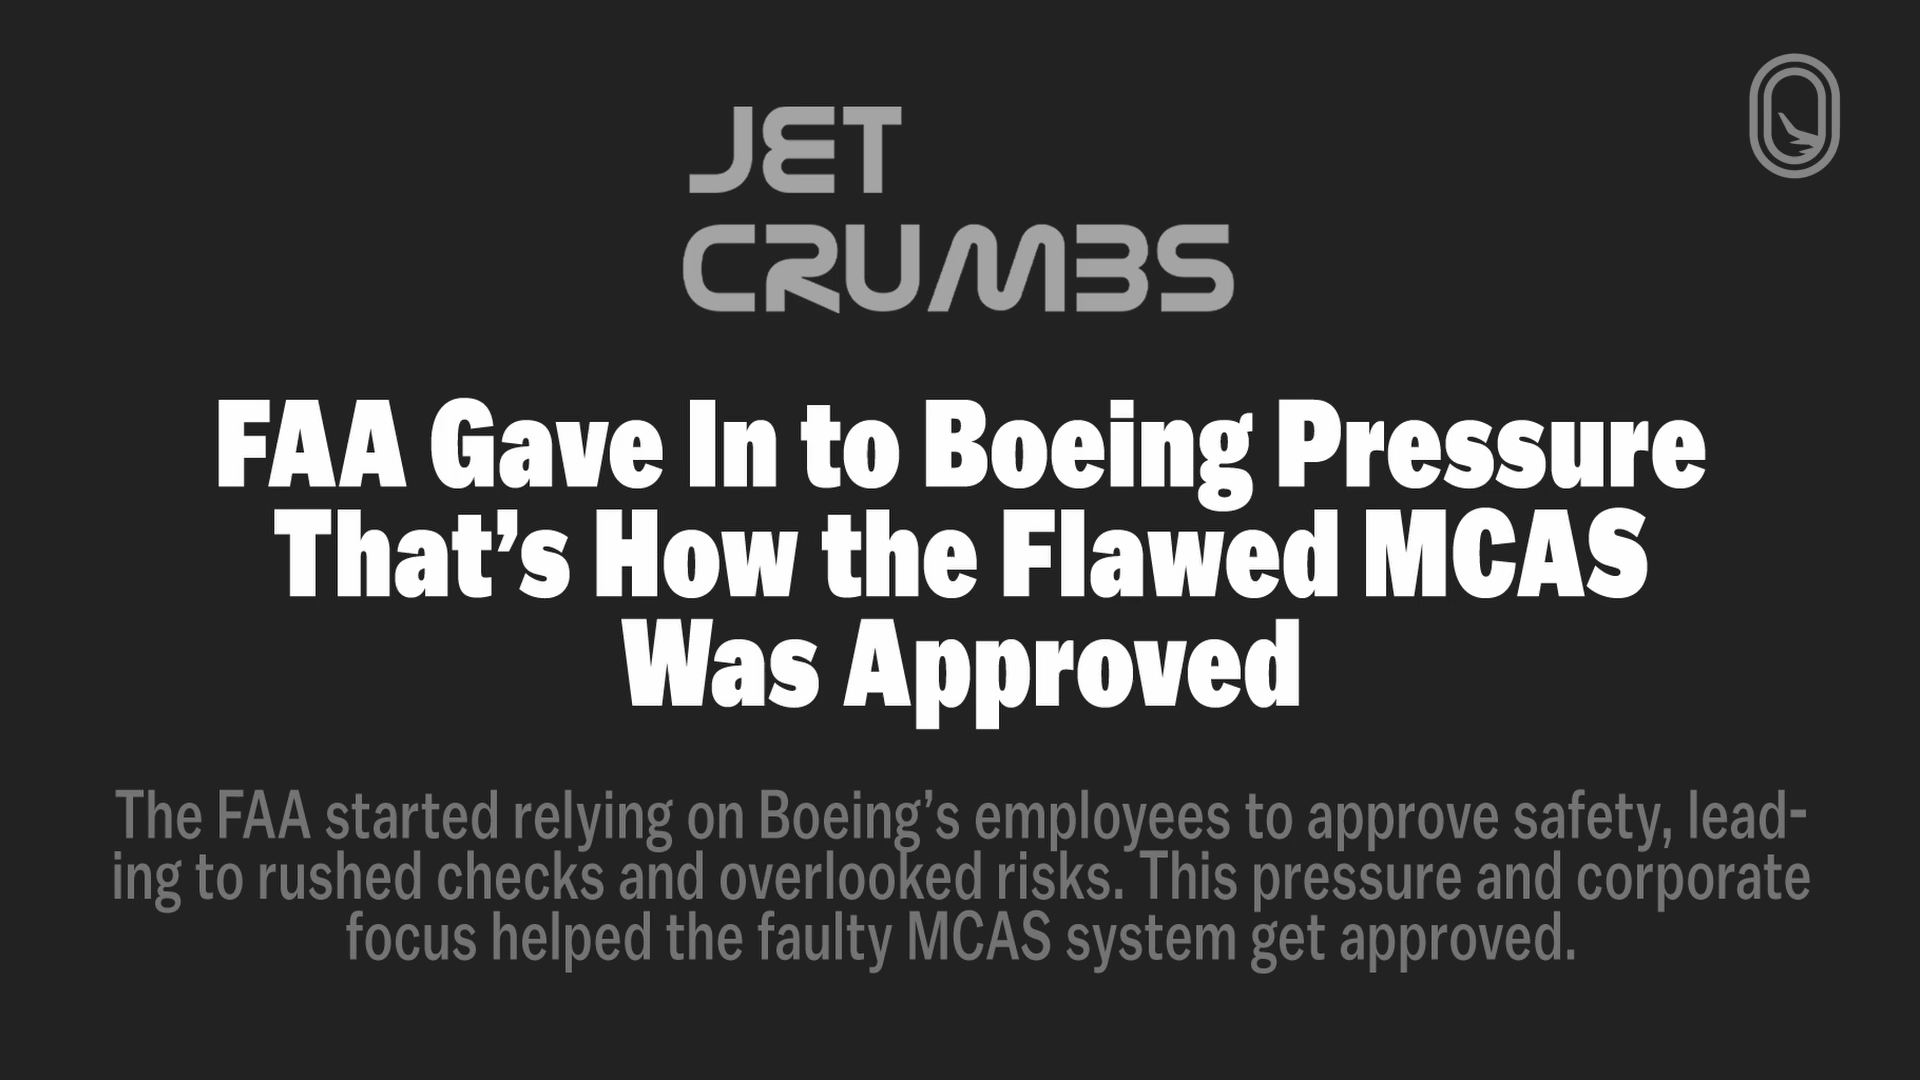 JET
CRUMBS
FAA Gave In to Boeing Pressure
That’s How the Flawed MCAS
Was Approved
The FAA started relying on Boeing’s employees to approve safety, lead-
ing to rushed checks and overlooked risks. This pressure and corporate
focus helped the faulty MCAS system get approved.